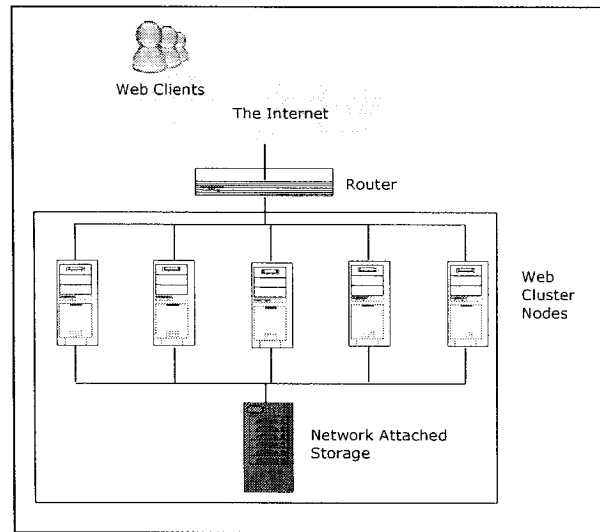 Web Clients
The Internet
Router
Web
Cluster
Nodes
Network Attached
Storage